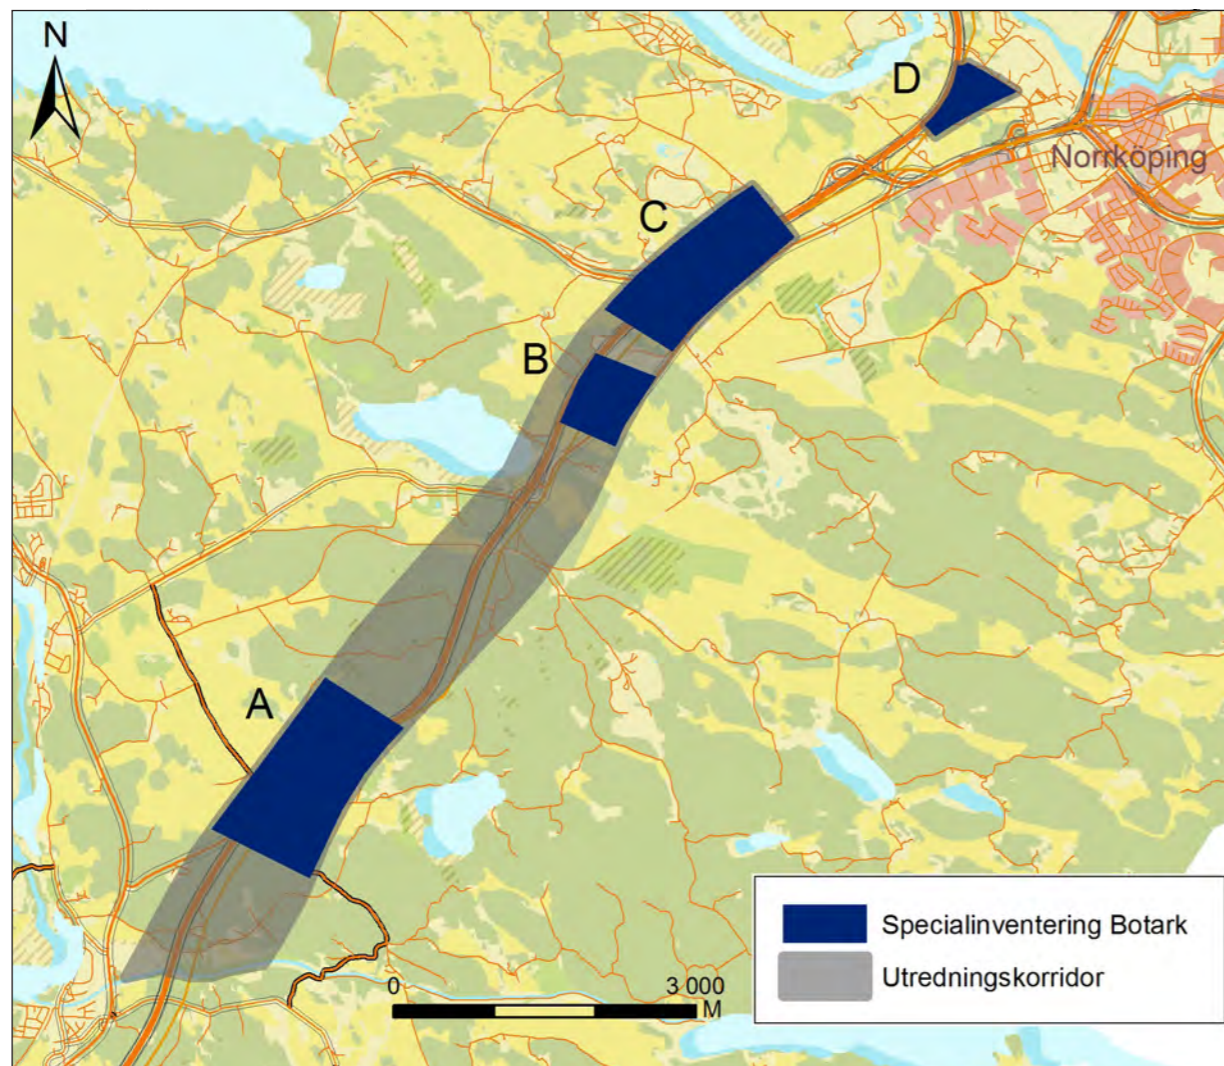 N
D
Norrköping
C
B
A
Specialinventering Botark
Utredningskorridor
0 3 000
M